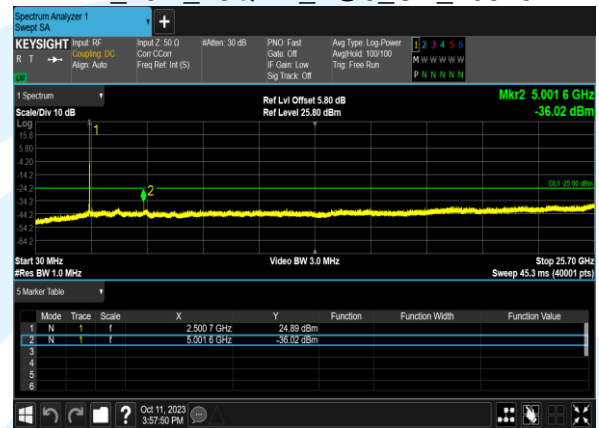 Spectrum Analyzer 1
Swept SA
KEYSIGHT
R T
LXI
Input: RF
Coupling: DC
Align: Auto
Input Z: 50 Ω
Corr CCorr
Freq Ref: Int (S)
#Atten: 30 dB
PNO: Fast
Gate: Off
IF Gain: Low
Sig Track: Off
Avg Type: Log-Power
Avg|Hold: 100/100
Trig: Free Run
1 2 3 4 5 6
M W W W W W
P N N N N N
1 Spectrum
Scale/Div 10 dB
Ref Lvl Offset 5.80 dB
Ref Level 25.80 dBm
Mkr2 5.001 6 GHz
-36.02 dBm
Log
15.8
5.80
-4.20
-14.2
-24.2
-34.2
-44.2
-54.2
-64.2
1
2
DL1 -25.00 dBm
Start 30 MHz
#Res BW 1.0 MHz
Video BW 3.0 MHz
Stop 25.70 GHz
Sweep 45.3 ms (40001 pts)
5 Marker Table
Mode Trace Scale X Y Function Function Width Function Value
1 N 1 f 2.500 7 GHz 24.89 dBm
2 N 1 f 5.001 6 GHz -36.02 dBm
3
4
5
6
?
Oct 11, 2023
3:57:50 PM